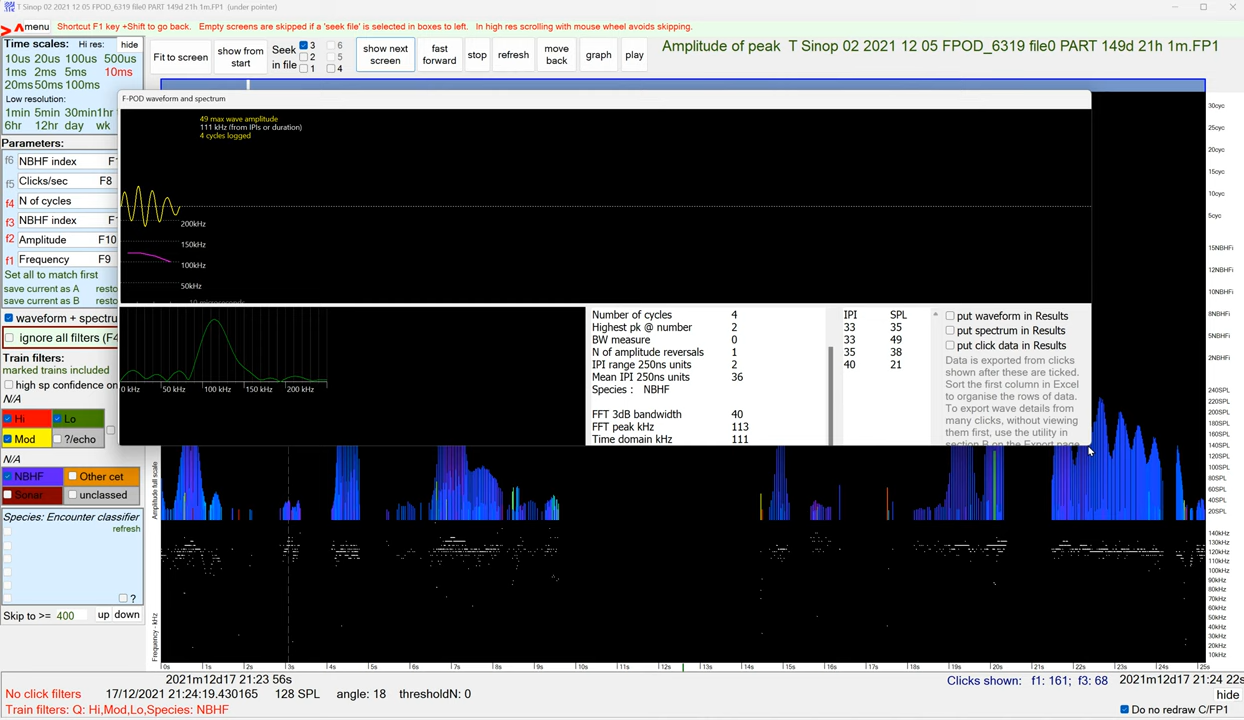 T Sinop 02 2021 12 05 FPOD_6319 file0 PART 149d 21h 1m.FP1 (under pointer)
menu
Shortcut F1 key +Shift to go back. Empty screens are skipped if a 'seek file' is selected in boxes to left. In high res scrolling with mouse wheel avoids skipping.
Time scales: Hi res: hide
10us 20us 100us 500us
1ms 2ms 5ms 10ms
20ms 50ms 100ms
Low resolution:
1min 5min 30min 1hr
6hr 12hr day wk
Fit to screen
show from start
Seek in file
3 6
2 5
1 4
show next screen
fast forward
stop
refresh
move back
graph
play
Amplitude of peak T Sinop 02 2021 12 05 FPOD_6319 file0 PART 149d 21h 1m.FP1
Parameters:
f6 NBHF index F1
f5 Clicks/sec F8
f4 N of cycles
f3 NBHF index F1
f2 Amplitude F10
f1 Frequency F9
Set all to match first
save current as A resto
save current as B resto
waveform + spectru
ignore all filters (F4
Train filters:
marked trains included
high sp confidence on
N/A
Hi Lo
Mod ?/echo
N/A
NBHF Other cet
Sonar unclassed
Species: Encounter classifier
refresh
?
Skip to >= 400 up down
F-POD waveform and spectrum
49 max wave amplitude
111 kHz (from IPIs or duration)
4 cycles logged
200kHz
150kHz
100kHz
50kHz
10 microseconds
0 kHz 50 kHz 100 kHz 150 kHz 200 kHz
Number of cycles 4
Highest pk @ number 2
BW measure 0
N of amplitude reversals 1
IPI range 250ns units 2
Mean IPI 250ns units 36
Species : NBHF
FFT 3dB bandwidth 40
FFT peak kHz 113
Time domain kHz 111
IPI SPL
33 35
33 49
35 38
40 21
put waveform in Results
put spectrum in Results
put click data in Results
Data is exported from clicks
shown after these are ticked.
Sort the first column in Excel
to organise the rows of data.
To export wave details from
many clicks, without viewing
them first, use the utility in
section B on the Export page
30cyc
25cyc
20cyc
15cyc
10cyc
5cyc
15NBHFi
12NBHFi
10NBHFi
8NBHFi
5NBHFi
2NBHFi
240SPL
220SPL
200SPL
180SPL
160SPL
140SPL
120SPL
100SPL
80SPL
60SPL
40SPL
20SPL
140kHz
130kHz
120kHz
110kHz
100kHz
90kHz
80kHz
70kHz
60kHz
50kHz
40kHz
30kHz
20kHz
10kHz
Amplitude full scale
Frequency - kHz
0s 1s 2s 3s 4s 5s 6s 7s 8s 9s 10s 11s 12s 13s 14s 15s 16s 17s 18s 19s 20s 21s 22s 23s 24s 25s
2021m12d17 21:23 56s
Clicks shown: f1: 161; f3: 68 2021m12d17 21:24 22s
No click filters 17/12/2021 21:24:19.430165 128 SPL angle: 18 thresholdN: 0
hide
Train filters: Q: Hi,Mod,Lo,Species: NBHF
Do no redraw C/FP1